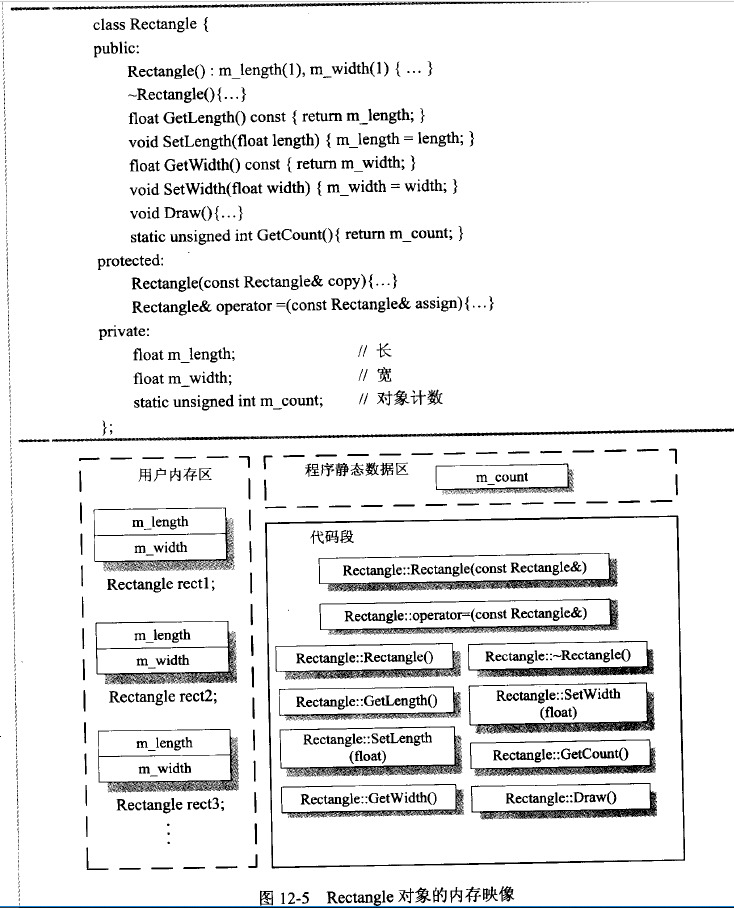 class Rectangle {
public:
Rectangle() : m_length(1), m_width(1) { ... }
~Rectangle(){...}
float GetLength() const { return m_length; }
void SetLength(float length) { m_length = length; }
float GetWidth() const { return m_width; }
void SetWidth(float width) { m_width = width; }
void Draw(){...}
static unsigned int GetCount(){ return m_count; }
protected:
Rectangle(const Rectangle& copy){...}
Rectangle& operator =(const Rectangle& assign){...}
private:
float m_length; // 长
float m_width; // 宽
static unsigned int m_count; // 对象计数
};
用户内存区
m_length
m_width
Rectangle rect1;
m_length
m_width
Rectangle rect2;
m_length
m_width
Rectangle rect3;
程序静态数据区
m_count
代码段
Rectangle::Rectangle(const Rectangle&)
Rectangle::operator=(const Rectangle&)
Rectangle::Rectangle()
Rectangle::~Rectangle()
Rectangle::GetLength()
Rectangle::SetWidth
(float)
Rectangle::SetLength
(float)
Rectangle::GetCount()
Rectangle::GetWidth()
Rectangle::Draw()
图 12-5 Rectangle 对象的内存映像